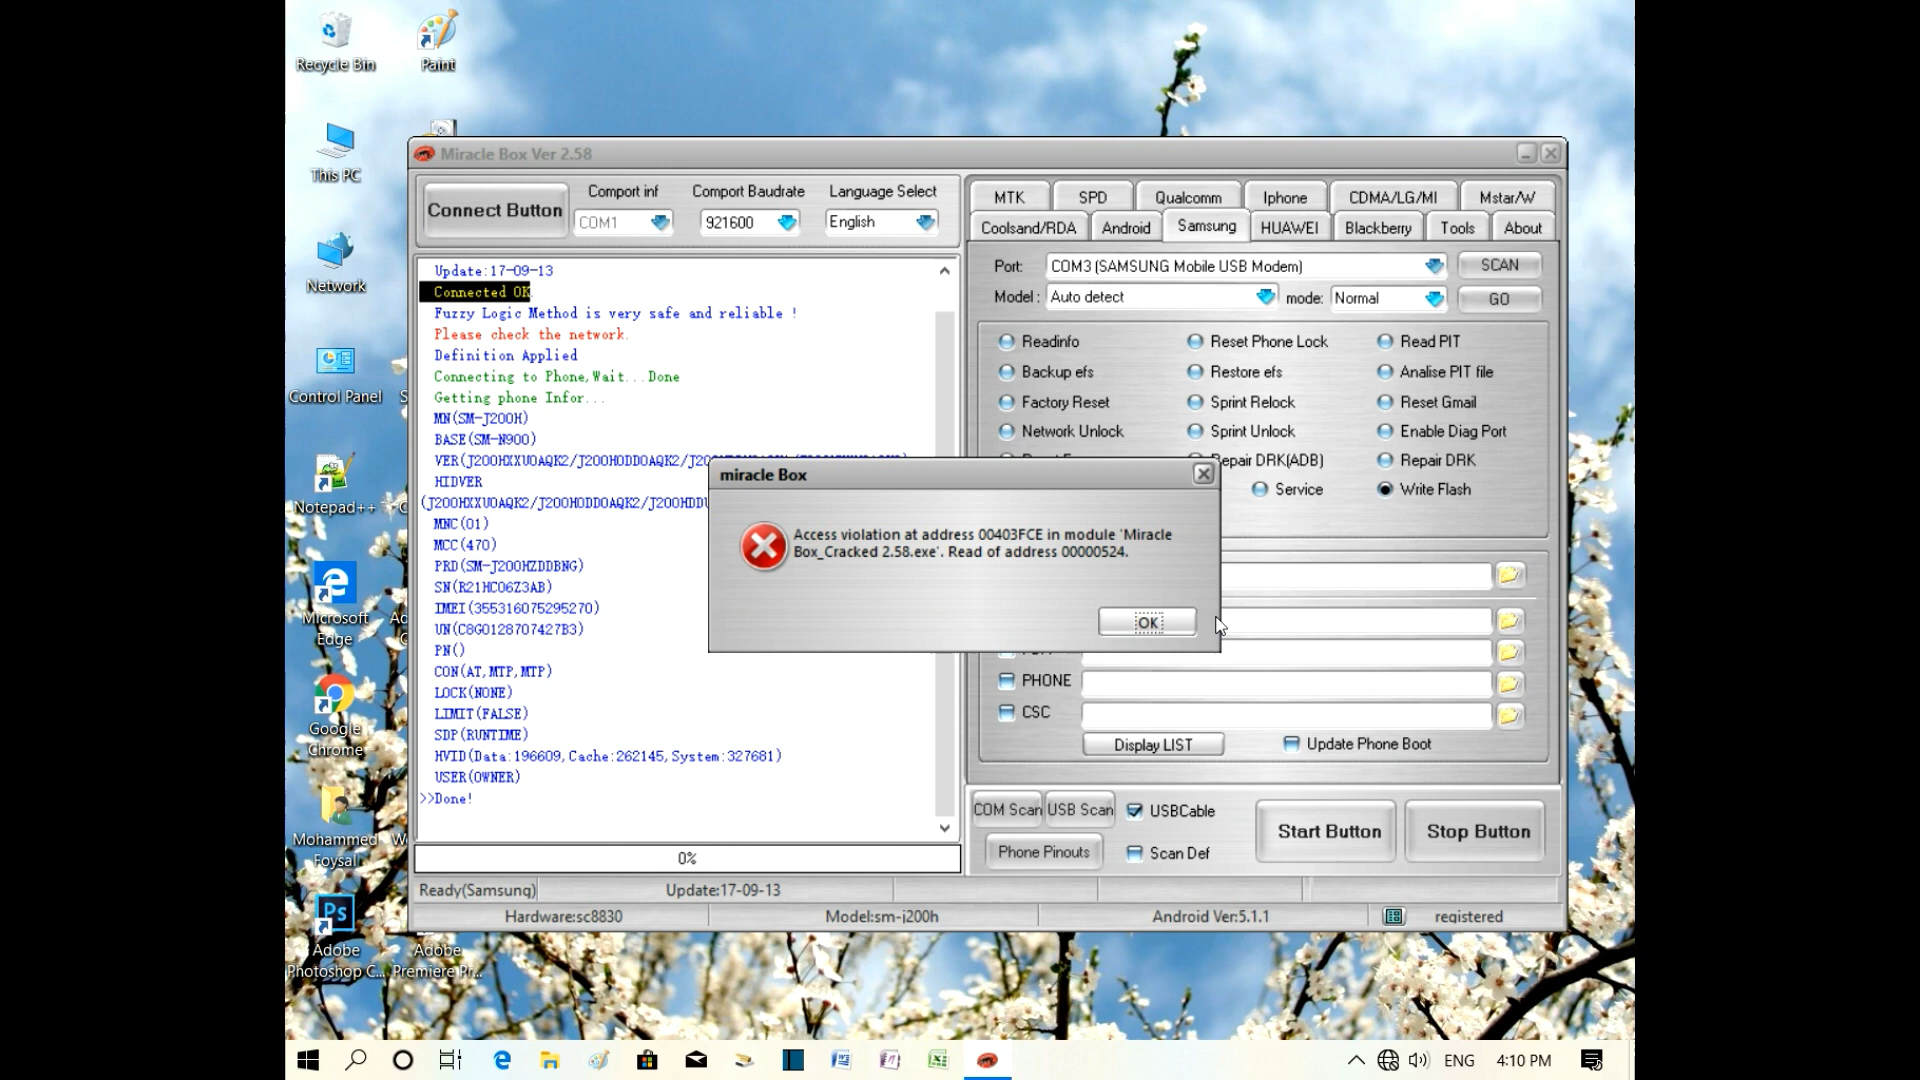 Recycle Bin
Paint
This PC
Network
Control Panel
Notepad++
Microsoft
Edge
Google
Chrome
Mohammed
Foysal
Adobe
Photoshop C...
Adobe
Premiere Pr...
Miracle Box Ver 2.58
Connect Button
Comport inf
COM1
Comport Baudrate
921600
Language Select
English
Update:17-09-13
Connected OK
Fuzzy Logic Method is very safe and reliable !
Please check the network.
Definition Applied
Connecting to Phone,Wait...Done
Getting phone Infor...
MN(SM-J200H)
BASE(SM-N900)
VER(J200HXXU0AQK2/J200HODD0AQK2/J20
HIDVER
(J200HXXU0AQK2/J200HODD0AQK2/J200HDDU
MNC(01)
MCC(470)
PRD(SM-J200HZDDBNG)
SN(R21HC06Z3AB)
IMEI(355316075295270)
UN(C8G0128707427B3)
PN()
CON(AT,MTP,MTP)
LOCK(NONE)
LIMIT(FALSE)
SDP(RUNTIME)
HVID(Data:196609,Cache:262145,System:327681)
USER(OWNER)
>>Done!
0%
MTK SPD Qualcomm Iphone CDMA/LG/MI Mstar/W
Coolsand/RDA Android Samsung HUAWEI Blackberry Tools About
Port: COM3 (SAMSUNG Mobile USB Modem) SCAN
Model : Auto detect mode: Normal GO
Readinfo Reset Phone Lock Read PIT
Backup efs Restore efs Analise PIT file
Factory Reset Sprint Relock Reset Gmail
Network Unlock Sprint Unlock Enable Diag Port
Repair DRK(ADB) Repair DRK
Service Write Flash
miracle Box
Access violation at address 00403FCE in module 'Miracle
Box_Cracked 2.58.exe'. Read of address 00000524.
OK
PHONE
CSC
Display LIST Update Phone Boot
COM Scan USB Scan USBCable
Phone Pinouts Scan Def
Start Button Stop Button
Ready(Samsung) Update:17-09-13
Hardware:sc8830 Model:sm-j200h Android Ver:5.1.1 registered
ENG 4:10 PM